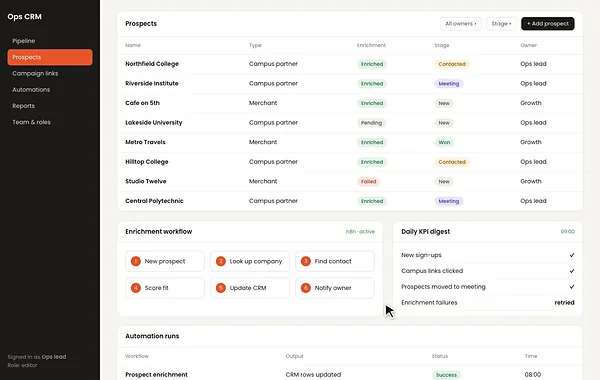 Ops CRM
Pipeline
Prospects
Campaign links
Automations
Reports
Team & roles
Signed in as Ops lead
Role: editor
Prospects
All owners
Stage
+ Add prospect
Name Type Enrichment Stage Owner
Northfield College Campus partner Enriched Contacted Ops lead
Riverside Institute Campus partner Enriched Meeting Ops lead
Cafe on 5th Merchant Enriched New Growth
Lakeside University Campus partner Pending New Ops lead
Metro Travels Merchant Enriched Won Growth
Hilltop College Campus partner Enriched Contacted Ops lead
Studio Twelve Merchant Failed New Growth
Central Polytechnic Campus partner Enriched Meeting Ops lead
Enrichment workflow n8n · active
1 New prospect 2 Look up company 3 Find contact
4 Score fit 5 Update CRM 6 Notify owner
Daily KPI digest 09:00
New sign-ups ✓
Campus links clicked ✓
Prospects moved to meeting ✓
Enrichment failures retried
Automation runs
Workflow Output Status Time
Prospect enrichment CRM rows updated Success 08:00